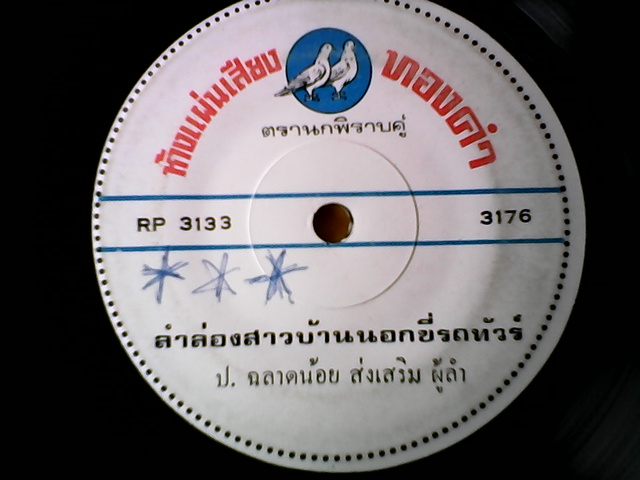 ห้างแผ่นเสียง ทองคำ
ตรานกพิราบคู่
RP 3133 3176
ลำล่องสาวบ้านนอกขี่รถทัวร์
ป. ฉลาดน้อย ส่งเสริม ผู้ลำ